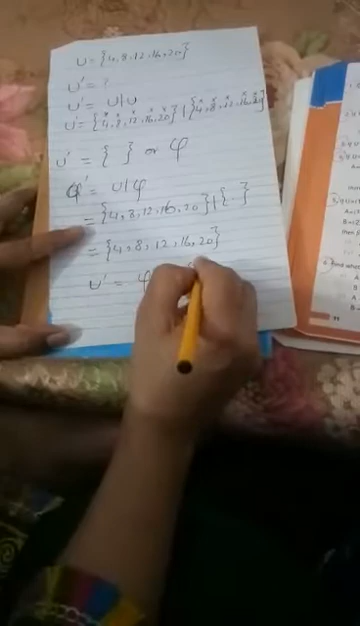 U = {4, 8, 12, 16, 20}
U' = ?
U' = U\U
U' = {4, 8, 12, 16, 20} | {4, 8, 12, 16, 20}
U' = { } or φ
φ' = U|φ
= {4, 8, 12, 16, 20} | { }
= {4, 8, 12, 16, 20}
U' = φ